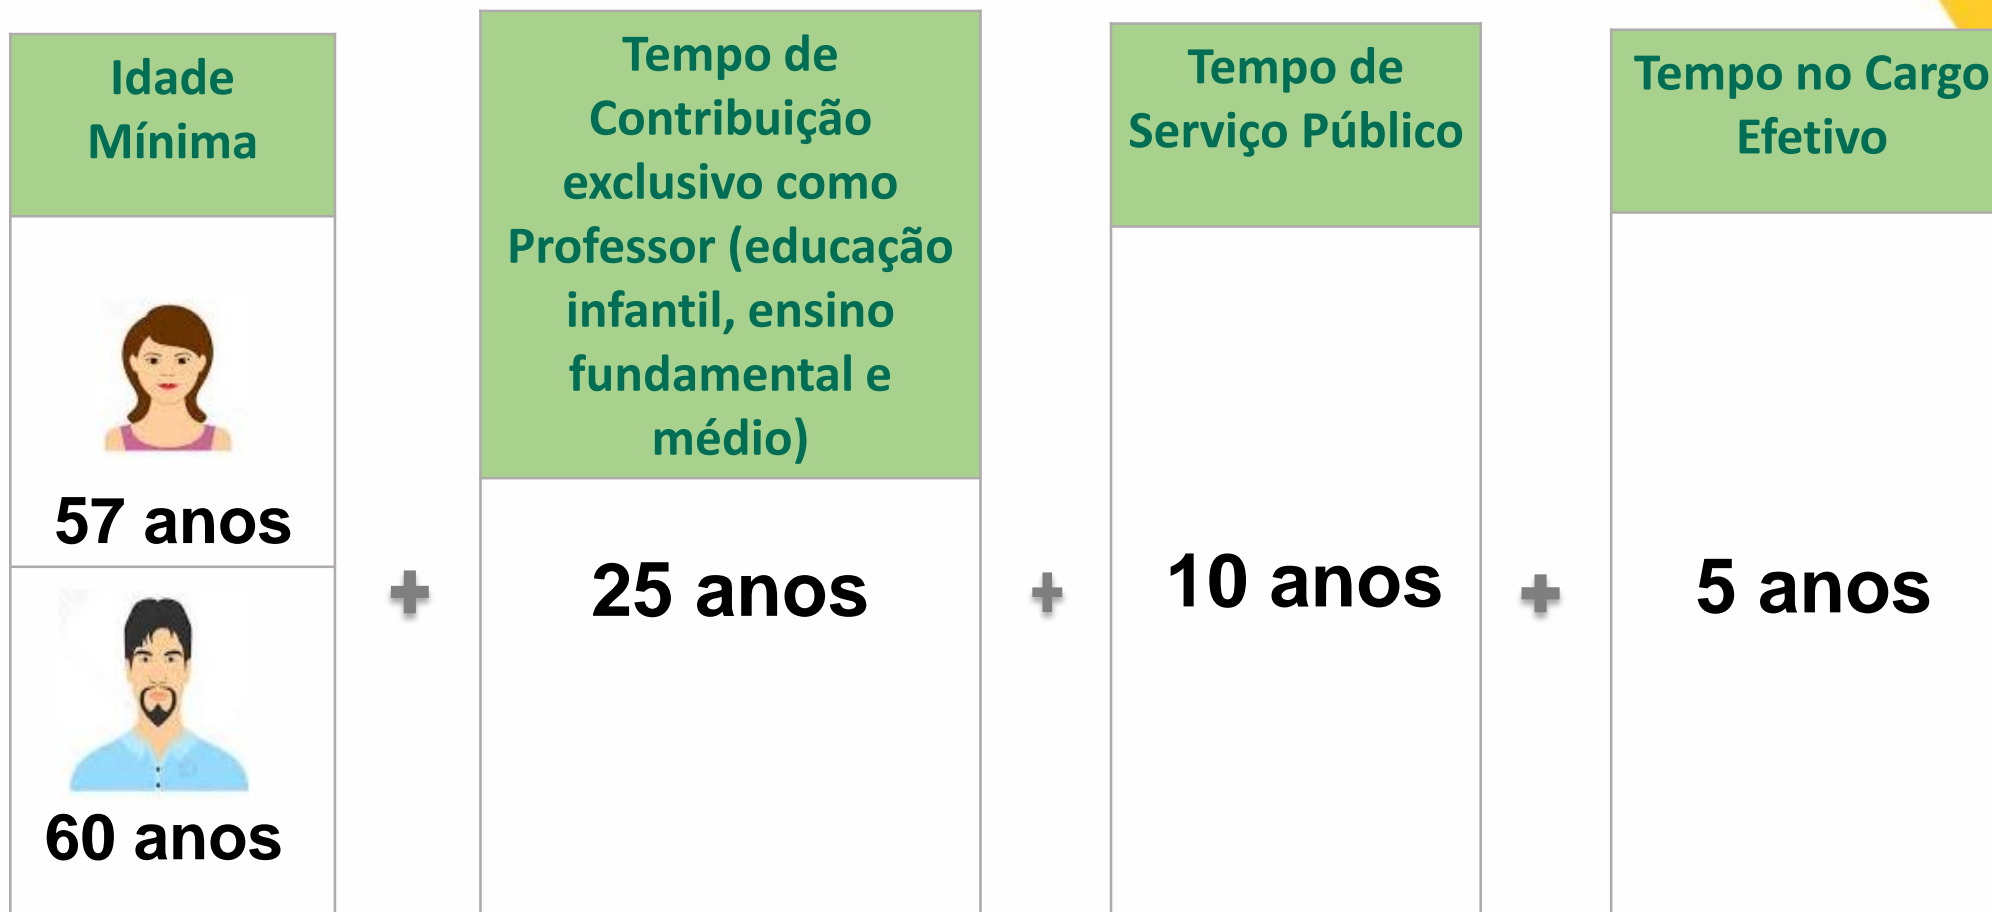 Idade
Mínima
57 anos
60 anos
Tempo de
Contribuição
exclusivo como
Professor (educação
infantil, ensino
fundamental e
médio)
25 anos
Tempo de
Serviço Público
10 anos
Tempo no Cargo
Efetivo
5 anos